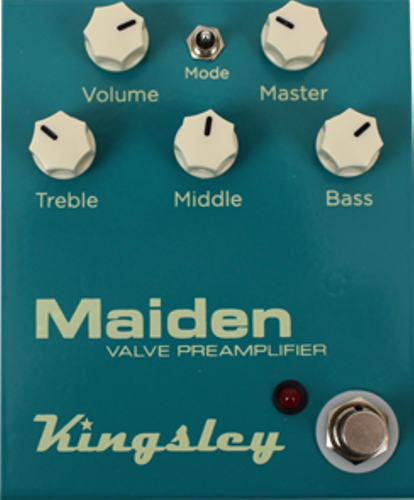 Mode
Volume Master
Treble Middle Bass
Maiden
VALVE PREAMPLIFIER
Kingsley